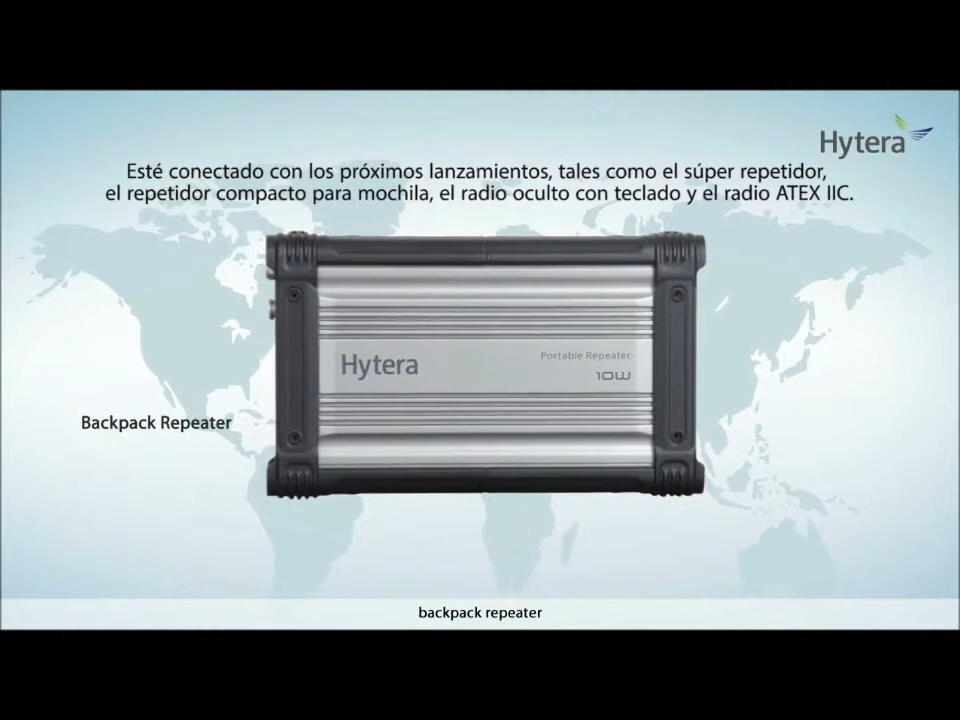 Hytera
Esté conectado con los próximos lanzamientos, tales como el súper repetidor,
el repetidor compacto para mochila, el radio oculto con teclado y el radio ATEX IIC.
Hytera
Portable Repeater
10W
Backpack Repeater
backpack repeater